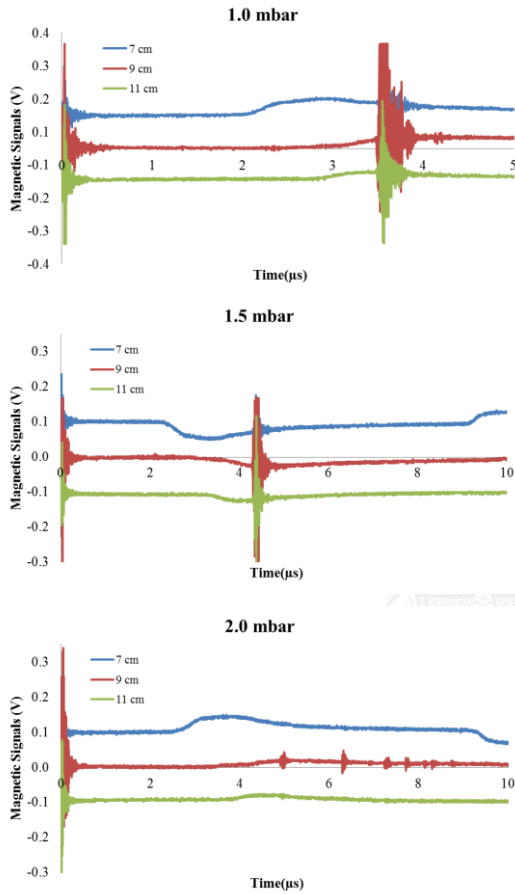 1.0 mbar
0.4
0.3
0.2
0.1
-0.1
-0.2
-0.3
0.4
7 cm
9 cm
11 cm
0 1 2 3 4 5
Magnetic Signals (V)
Time(µs)
1.5 mbar
0.3
0.2
0.1
0.0
-0.1
-0.2
-0.3
7 cm
9 cm
11 cm
0 2 4 6 8 10
Magnetic Signals (V)
Time(µs)
2.0 mbar
0.3
0.2
0.1
0.0
-0.1
-0.2
-0.3
7 cm
9 cm
11 cm
0 2 4 6 8 10
Magnetic Signals (V)
Time(µs)